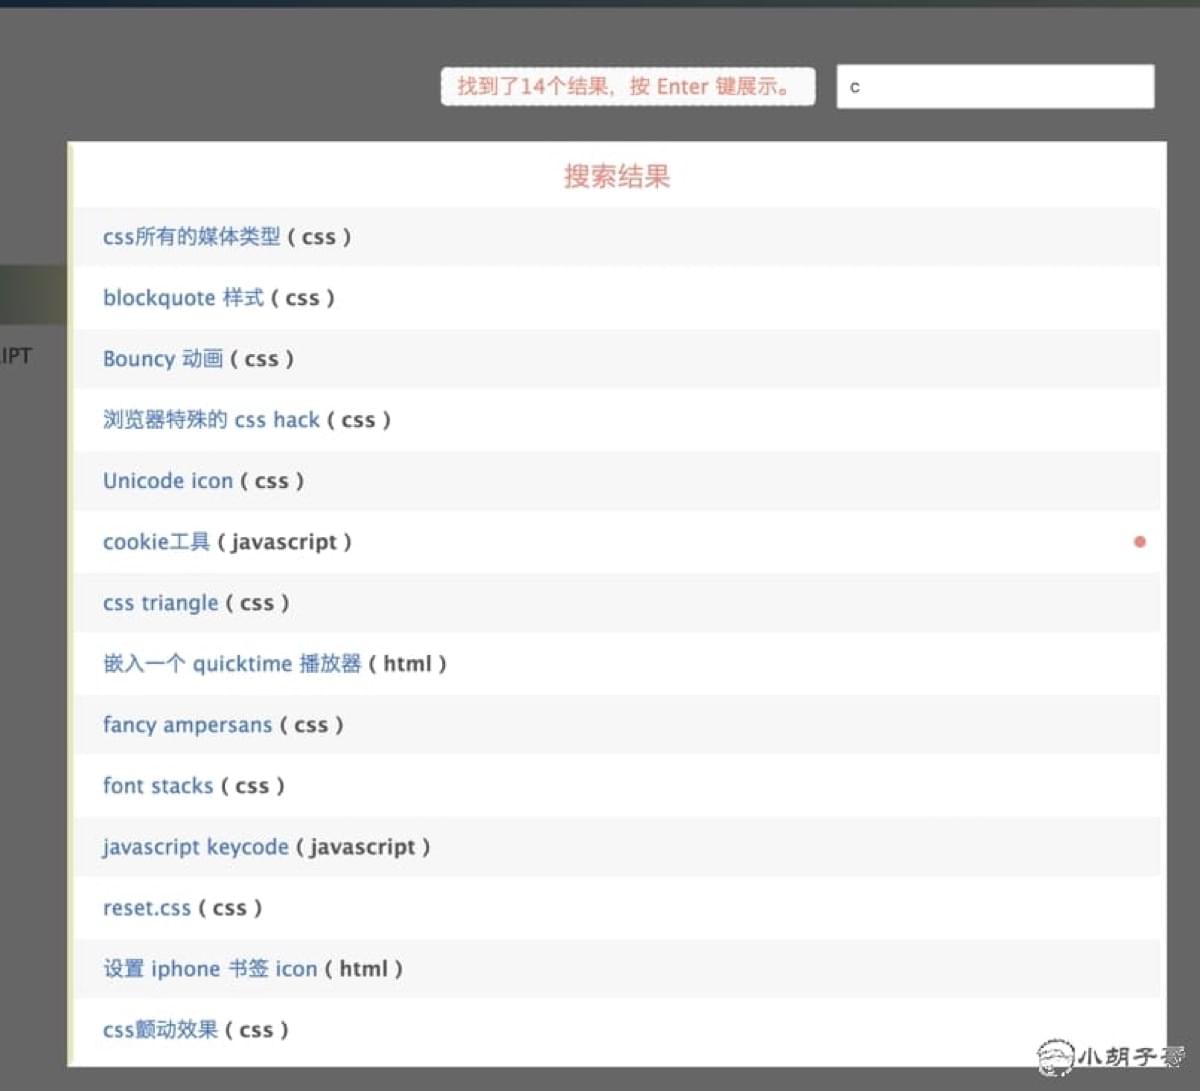 找到了14个结果，按 Enter 键展示。
c
搜索结果
css所有的媒体类型 ( css )
blockquote 样式 ( css )
IPT
Bouncy 动画 ( css )
浏览器特殊的 css hack ( css )
Unicode icon ( css )
cookie工具 ( javascript )
css triangle ( css )
嵌入一个 quicktime 播放器 ( html )
fancy ampersans ( css )
font stacks ( css )
javascript keycode ( javascript )
reset.css ( css )
设置 iphone 书签 icon ( html )
css颤动效果 ( css )
小胡子哥